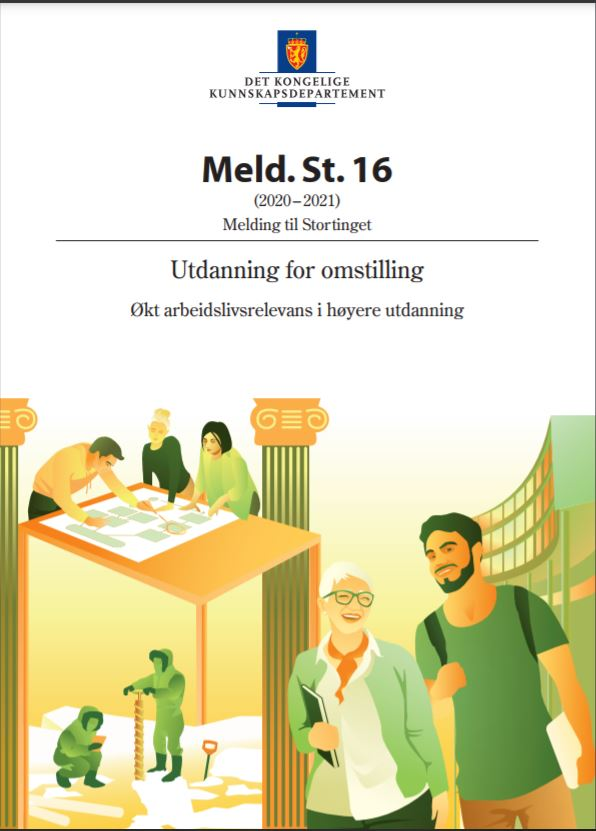 DET KONGELIGE
KUNNSKAPSDEPARTEMENT
Meld. St. 16
(2020–2021)
Melding til Stortinget
Utdanning for omstilling
Økt arbeidslivsrelevans i høyere utdanning